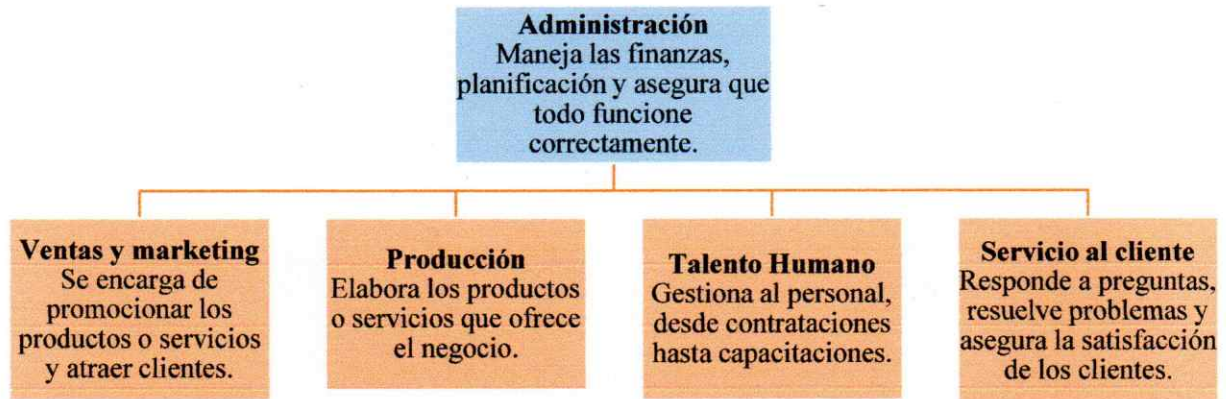 Administración
Maneja las finanzas,
planificación y asegura que
todo funcione
correctamente.
Ventas y marketing
Se encarga de
promocionar los
productos o servicios
y atraer clientes.
Producción
Elabora los productos
o servicios que ofrece
el negocio.
Talento Humano
Gestiona al personal,
desde contrataciones
hasta capacitaciones.
Servicio al cliente
Responde a preguntas,
resuelve problemas y
asegura la satisfacción
de los clientes.